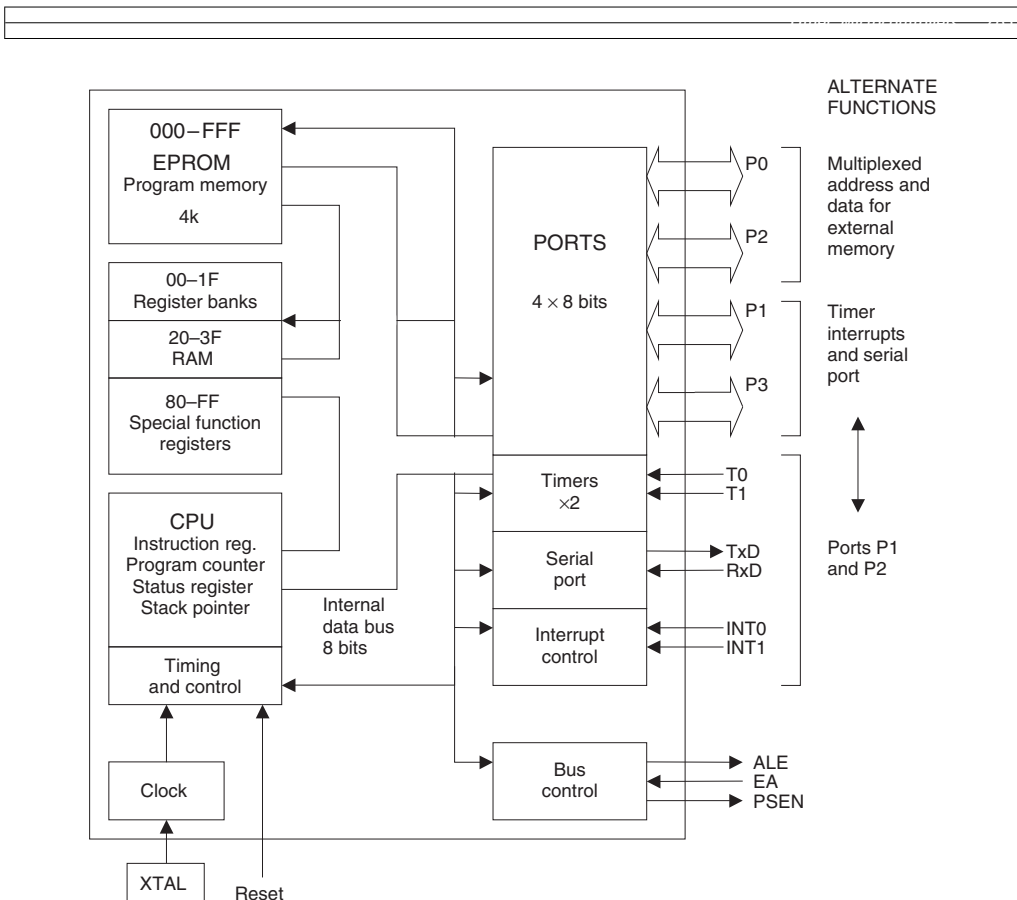 ALTERNATE
FUNCTIONS
000–FFF
EPROM
Program memory
4k
00–1F
Register banks
20–3F
RAM
80–FF
Special function
registers
CPU
Instruction reg.
Program counter
Status register
Stack pointer
Timing
and control
Clock
XTAL
Reset
Internal
data bus
8 bits
PORTS
4 × 8 bits
Timers
×2
Serial
port
Interrupt
control
Bus
control
P0
P2
P1
P3
T0
T1
TxD
RxD
INT0
INT1
ALE
EA
PSEN
Multiplexed
address and
data for
external
memory
Timer
interrupts
and serial
port
Ports P1
and P2